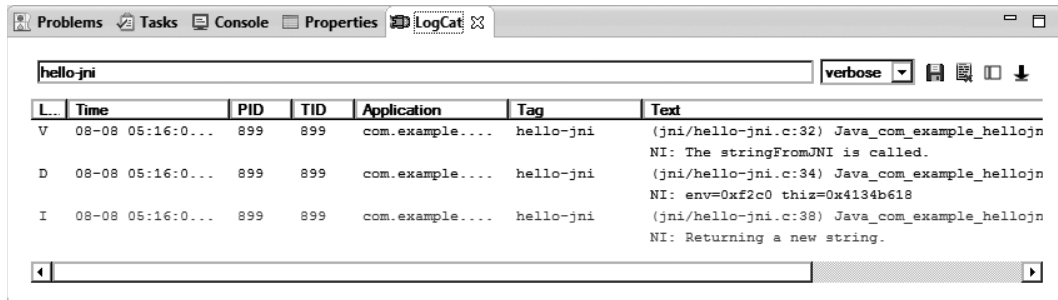 Problems Tasks Console Properties LogCat
hello-jni verbose
L... Time PID TID Application Tag Text
V 08-08 05:16:0... 899 899 com.example.... hello-jni (jni/hello-jni.c:32) Java_com_example_hellojn
NI: The stringFromJNI is called.
D 08-08 05:16:0... 899 899 com.example.... hello-jni (jni/hello-jni.c:34) Java_com_example_hellojn
NI: env=0xf2c0 thiz=0x4134b618
I 08-08 05:16:0... 899 899 com.example.... hello-jni (jni/hello-jni.c:38) Java_com_example_hellojn
NI: Returning a new string.